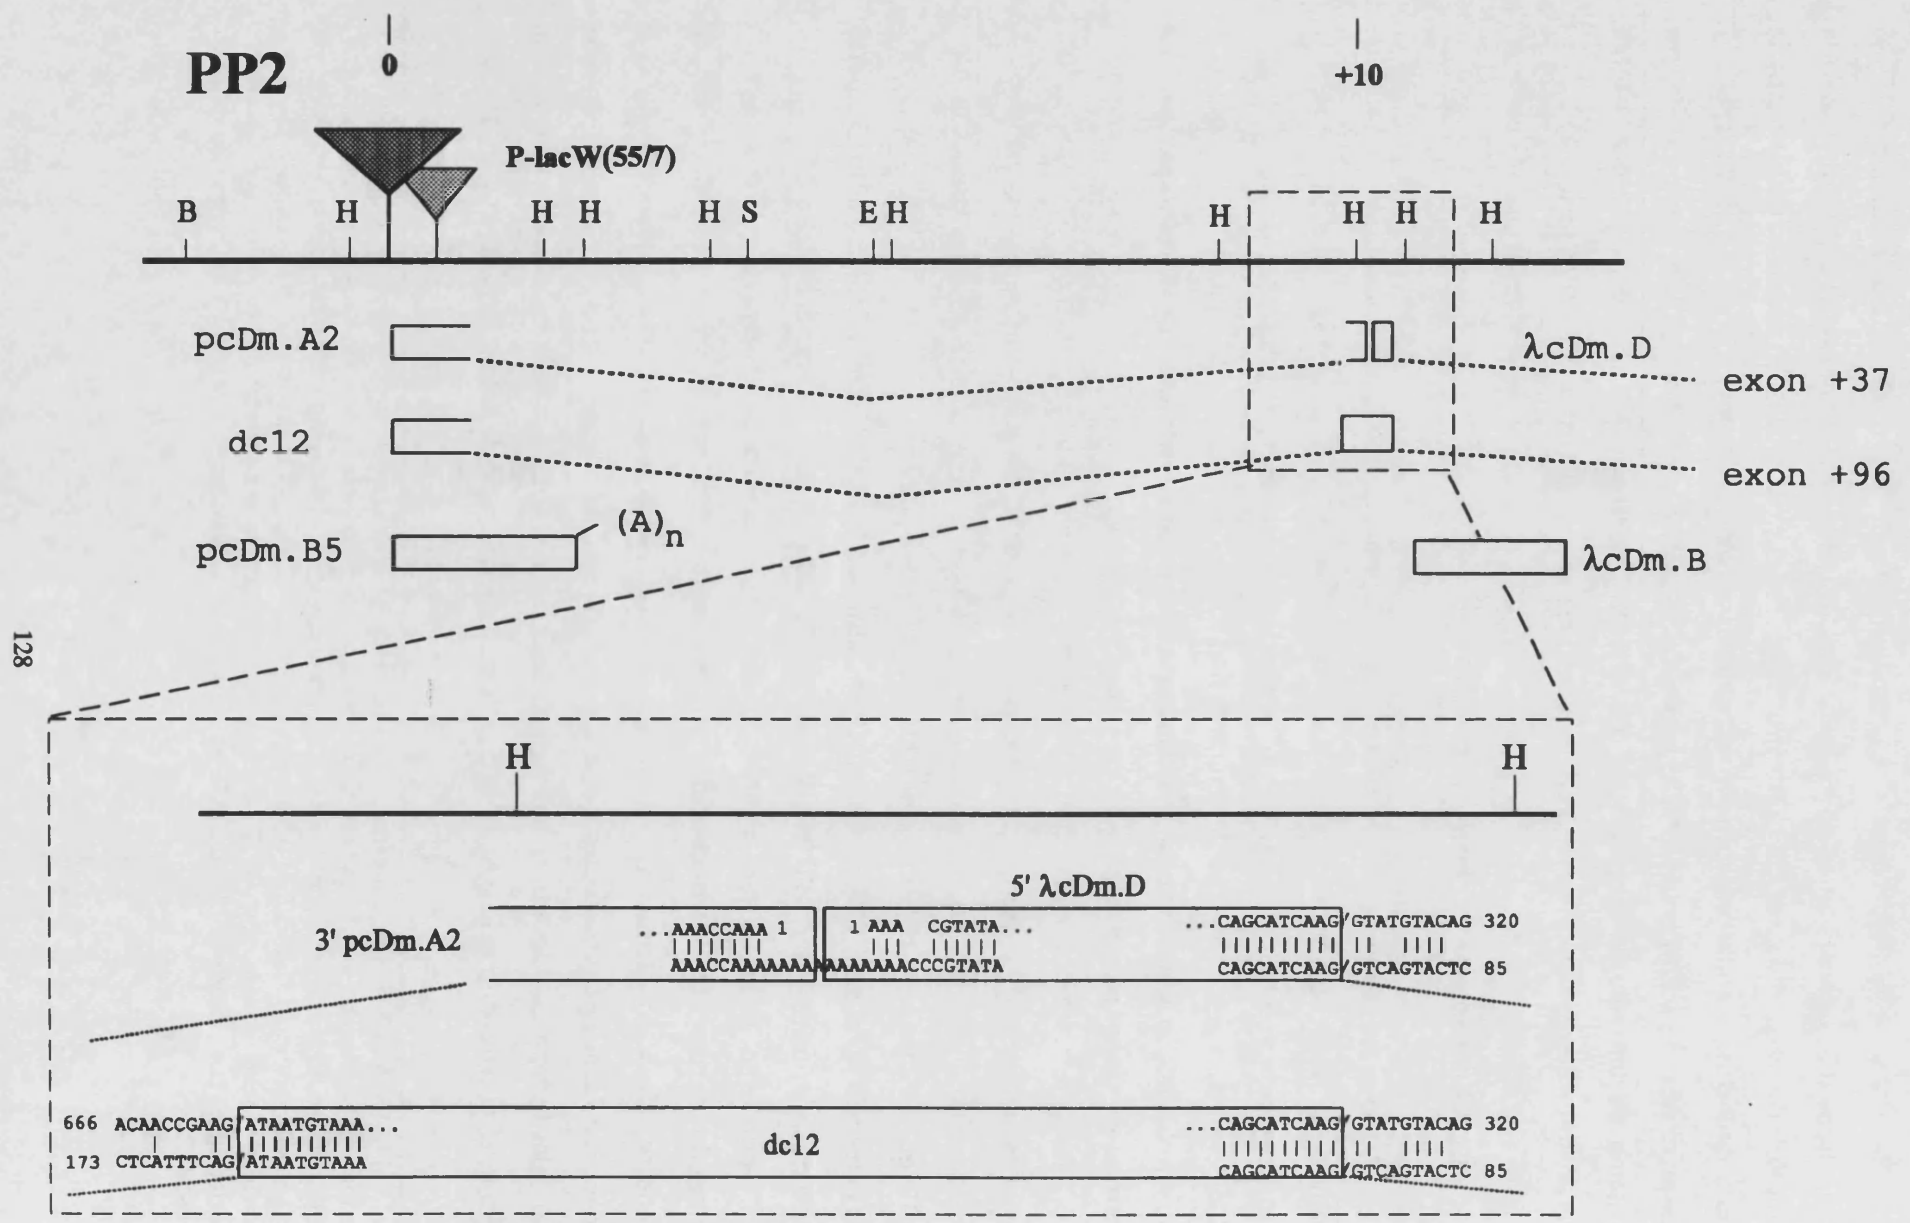 PP2
0
+10
P-lacW(55/7)
B H H H H S E H H H H H
pcDm.A2
λcDm.D
exon +37
dc12
exon +96
pcDm.B5
(A)n
λcDm.B
128
H H
5' λcDm.D
3' pcDm.A2
...AAACCAAA 1
1 AAA CGTATA...
...CAGCATCAAG/GTATGTACAG 320
AAACCAAAAAAAAAAAAAAACCCGTATA
CAGCATCAAG/GTCAGTACTC 85
666 ACAACCGAAG/ATAATGTAAA...
...CAGCATCAAG/GTATGTACAG 320
dc12
173 CTCATTTCAG/ATAATGTAAA
CAGCATCAAG/GTCAGTACTC 85